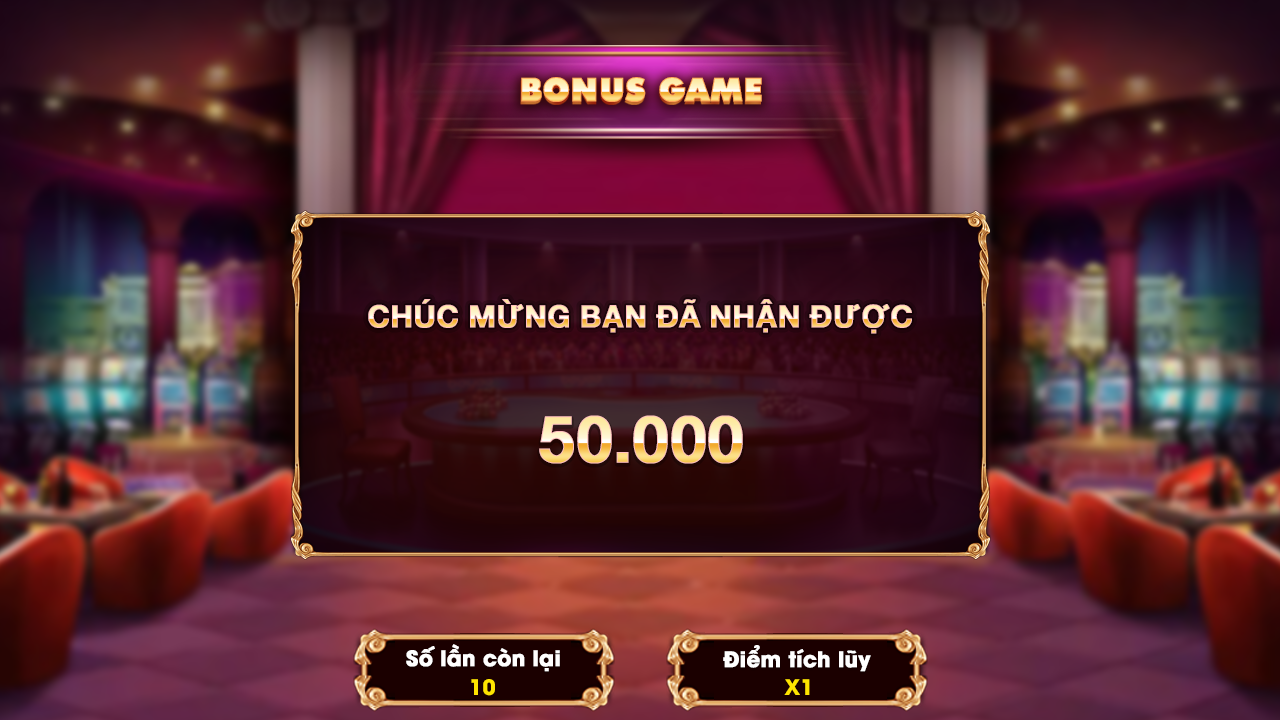 BONUS GAME
CHÚC MỪNG BẠN ĐÃ NHẬN ĐƯỢC
50.000
Số lần còn lại
10
Điểm tích lũy
X1